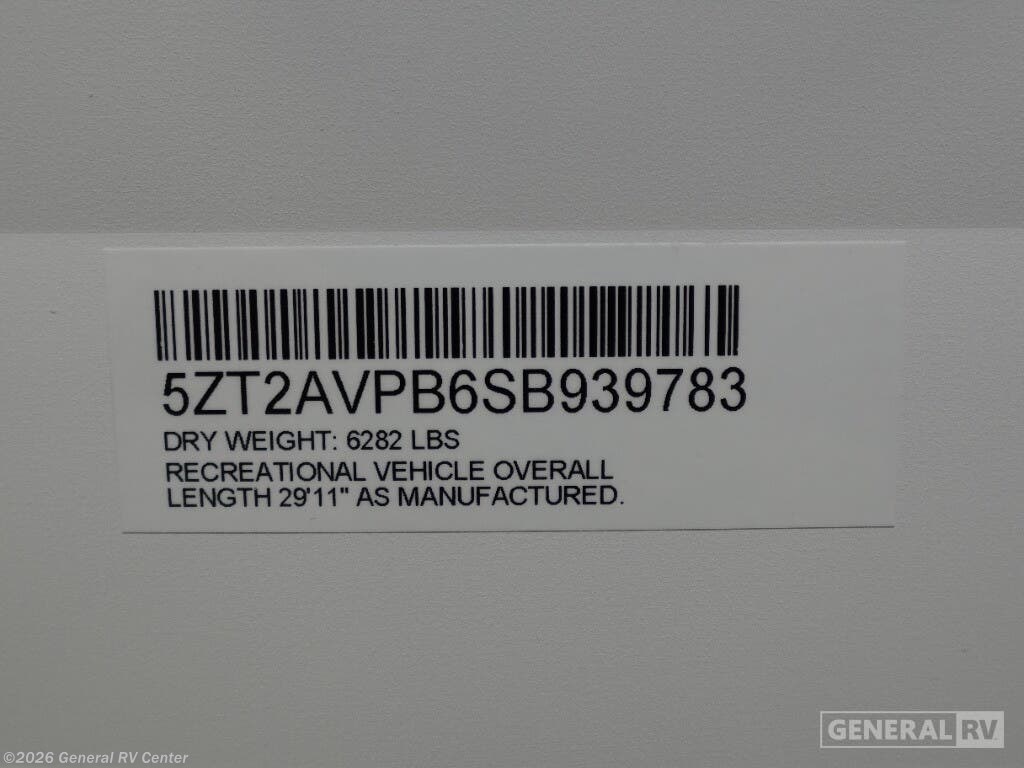 5ZT2AVPB6SB939783
DRY WEIGHT: 6282 LBS
RECREATIONAL VEHICLE OVERALL
LENGTH 29'11" AS MANUFACTURED.
GENERAL RV
©2026 General RV Center